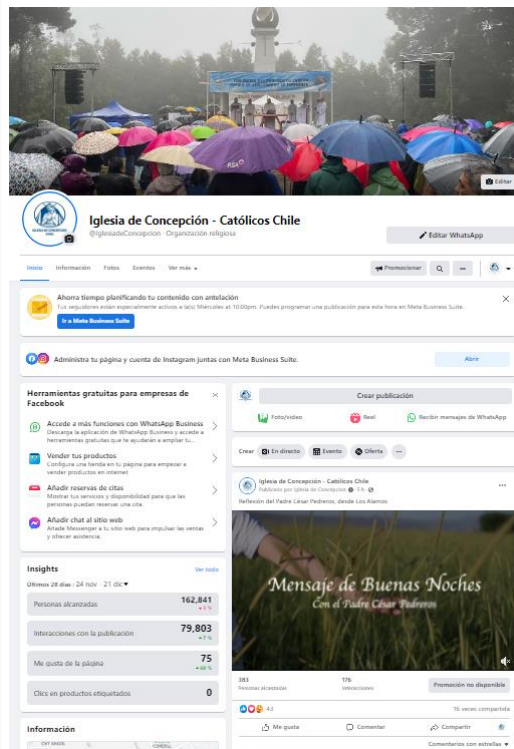 RSA
Editar
Iglesia de Concepción - Católicos Chile
@IglesiadeConcepcion · Organización religiosa
Editar WhatsApp
Inicio Información Fotos Eventos Ver más
Promocionar
Ahorra tiempo planificando tu contenido con antelación
Tus seguidores están especialmente activos a la(s) Miércoles at 10:00pm. Puedes programar una publicación para esta hora en Meta Business Suite.
Ir a Meta Business Suite
Administra tu página y cuenta de Instagram juntas con Meta Business Suite.
Abrir
Herramientas gratuitas para empresas de
Facebook
Accede a más funciones con WhatsApp Business
Descarga la aplicación de WhatsApp Business y accede a
herramientas gratuitas que te ayudarán a ampliar tu...
Vender tus productos
Configura una tienda en tu página para empezar a
vender productos en internet
Añadir reservas de citas
Mostrar tus servicios y disponibilidad para que las
personas puedan reservar una cita.
Añadir chat al sitio web
Añade Messenger a tu sitio web para impulsar las ventas
y ofrecer asistencia.
Insights
Ver todo
Últimos 28 días : 24 nov. - 21 dic
Personas alcanzadas
162,841
Interacciones con la publicación
79,803
Me gusta de la página
75
Clics en productos etiquetados
0
Información
Crear publicación
Foto/vídeo Reel Recibir mensajes de WhatsApp
Crear En directo Evento Oferta
Iglesia de Concepción - Católicos Chile
Publicado por Iglesia de Concepcion
Reflexión del Padre César Pedreros, desde Los Alamos
Mensaje de Buenas Noches
Con el Padre César Pedreros
383
Personas alcanzadas
176
Interacciones
Promoción no disponible
43
16 veces compartida
Me gusta Comentar Compartir
Comentarios con estrellas